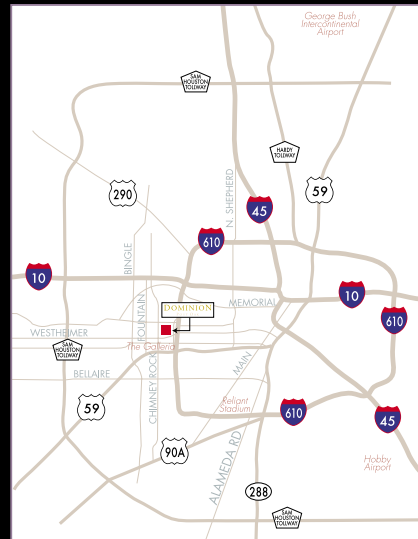 George Bush
Intercontinental
Airport
SAM
HOUSTON
TOLLWAY
HARDY
TOLLWAY
290
59
N. SHEPHERD
45
610
BINGLE
10
10
DOMINION
MEMORIAL
FOUNTAIN
610
WESTHEIMER
The Galleria
SAM
HOUSTON
TOLLWAY
MAIN
BELLAIRE
CHIMNEY ROCK
59
Reliant
Stadium
610
45
90A
ALAMEDA RD
Hobby
Airport
288
SAM
HOUSTON
TOLLWAY